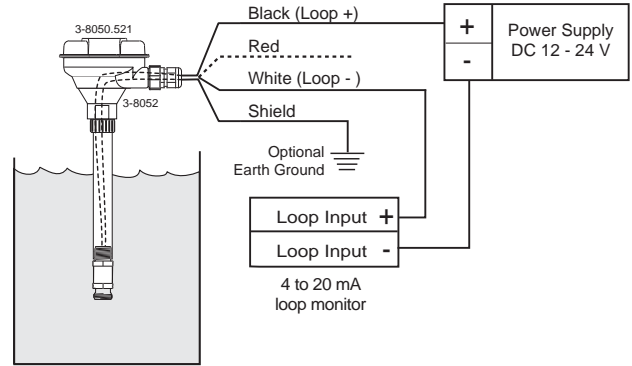 3-8050.521
3-8052
Black (Loop +)
Red
White (Loop - )
Shield
Optional
Earth Ground
+
-
Power Supply
DC 12 - 24 V
Loop Input +
Loop Input -
4 to 20 mA
loop monitor